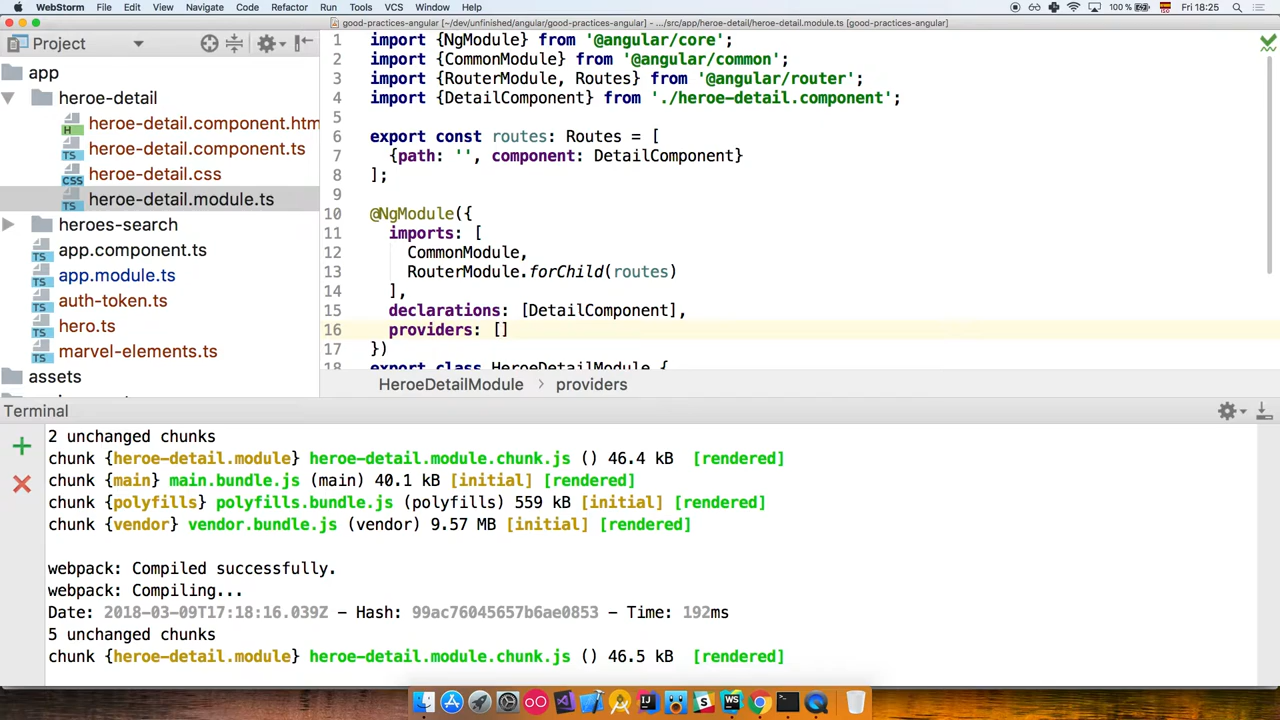 WebStorm File Edit View Navigate Code Refactor Run Tools VCS Window Help 100 % Fri 18:25
good-practices-angular [~/dev/unfinished/angular/good-practices-angular] - .../src/app/heroe-detail/heroe-detail.module.ts [good-practices-angular]
Project
app
heroe-detail
heroe-detail.component.htm
heroe-detail.component.ts
heroe-detail.css
heroe-detail.module.ts
heroes-search
app.component.ts
app.module.ts
auth-token.ts
hero.ts
marvel-elements.ts
assets
1 import {NgModule} from '@angular/core';
2 import {CommonModule} from '@angular/common';
3 import {RouterModule, Routes} from '@angular/router';
4 import {DetailComponent} from './heroe-detail.component';
5
6 export const routes: Routes = [
7 {path: '', component: DetailComponent}
8 ];
9
10 @NgModule({
11 imports: [
12 CommonModule,
13 RouterModule.forChild(routes)
14 ],
15 declarations: [DetailComponent],
16 providers: []
17 })
18 export class HeroeDetailModule {
HeroeDetailModule › providers
Terminal
2 unchanged chunks
chunk {heroe-detail.module} heroe-detail.module.chunk.js () 46.4 kB [rendered]
chunk {main} main.bundle.js (main) 40.1 kB [initial] [rendered]
chunk {polyfills} polyfills.bundle.js (polyfills) 559 kB [initial] [rendered]
chunk {vendor} vendor.bundle.js (vendor) 9.57 MB [initial] [rendered]
webpack: Compiled successfully.
webpack: Compiling...
Date: 2018-03-09T17:18:16.039Z - Hash: 99ac76045657b6ae0853 - Time: 192ms
5 unchanged chunks
chunk {heroe-detail.module} heroe-detail.module.chunk.js () 46.5 kB [rendered]